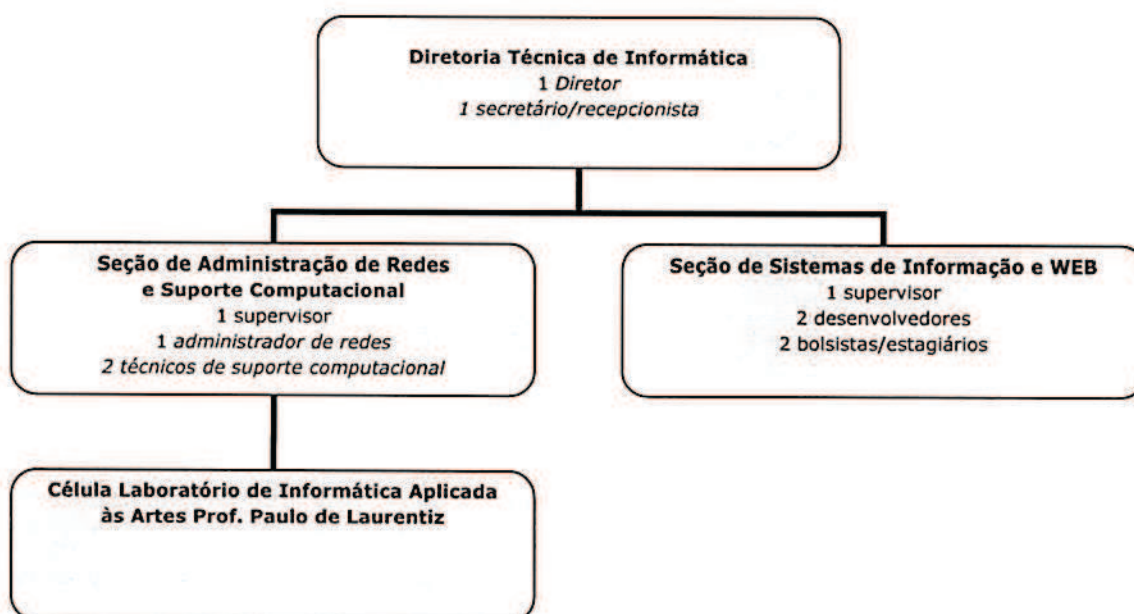 Diretoria Técnica de Informática
1 Diretor
1 secretário/recepcionista
Seção de Administração de Redes
e Suporte Computacional
1 supervisor
1 administrador de redes
2 técnicos de suporte computacional
Seção de Sistemas de Informação e WEB
1 supervisor
2 desenvolvedores
2 bolsistas/estagiários
Célula Laboratório de Informática Aplicada
às Artes Prof. Paulo de Laurentiz